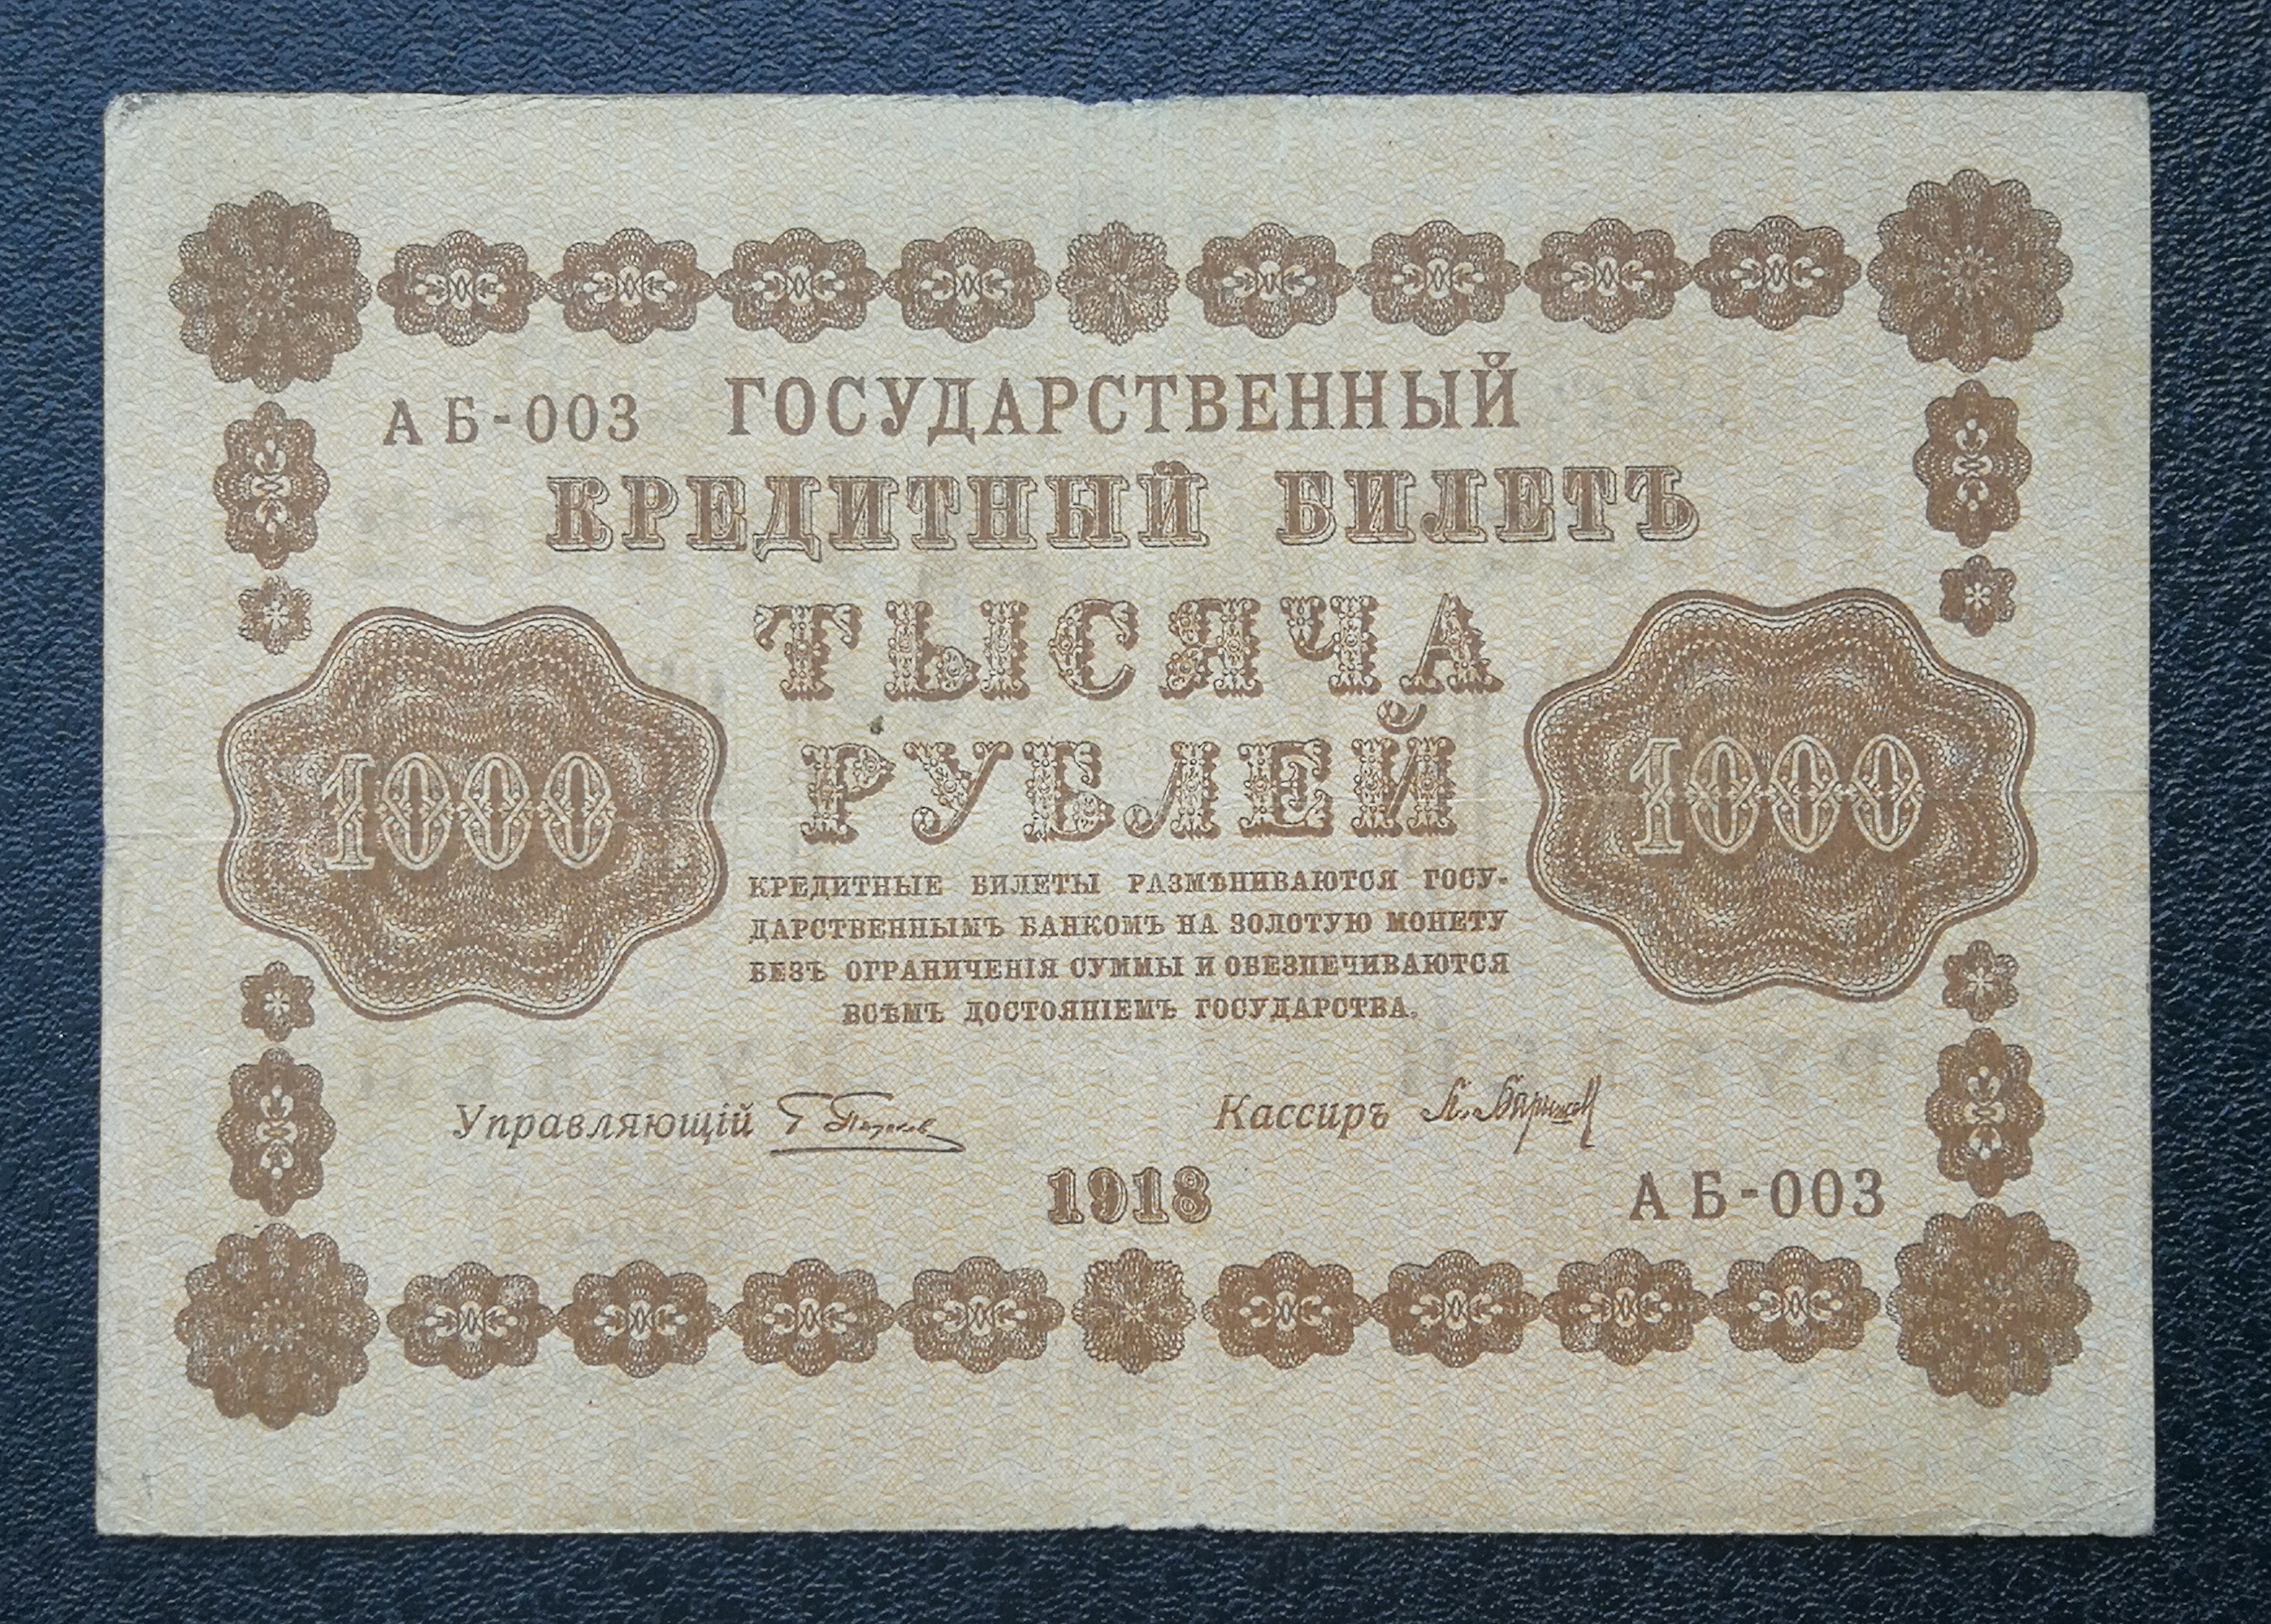 АБ-003 ГОСУДАРСТВЕННЫЙ
КРЕДИТНЫЙ БИЛЕТЪ
ТЫСЯЧА
РУБЛЕЙ
1000 1000
КРЕДИТНЫЕ БИЛЕТЫ РАЗМѢНИВАЮТСЯ ГОСУ-
ДАРСТВЕННЫМЪ БАНКОМЪ НА ЗОЛОТУЮ МОНЕТУ
БЕЗЪ ОГРАНИЧЕНІЯ СУММЫ И ОБЕЗПЕЧИВАЮТСЯ
ВСѢМЪ ДОСТОЯНІЕМЪ ГОСУДАРСТВА.
Управляющій Кассиръ
1918 АБ-003